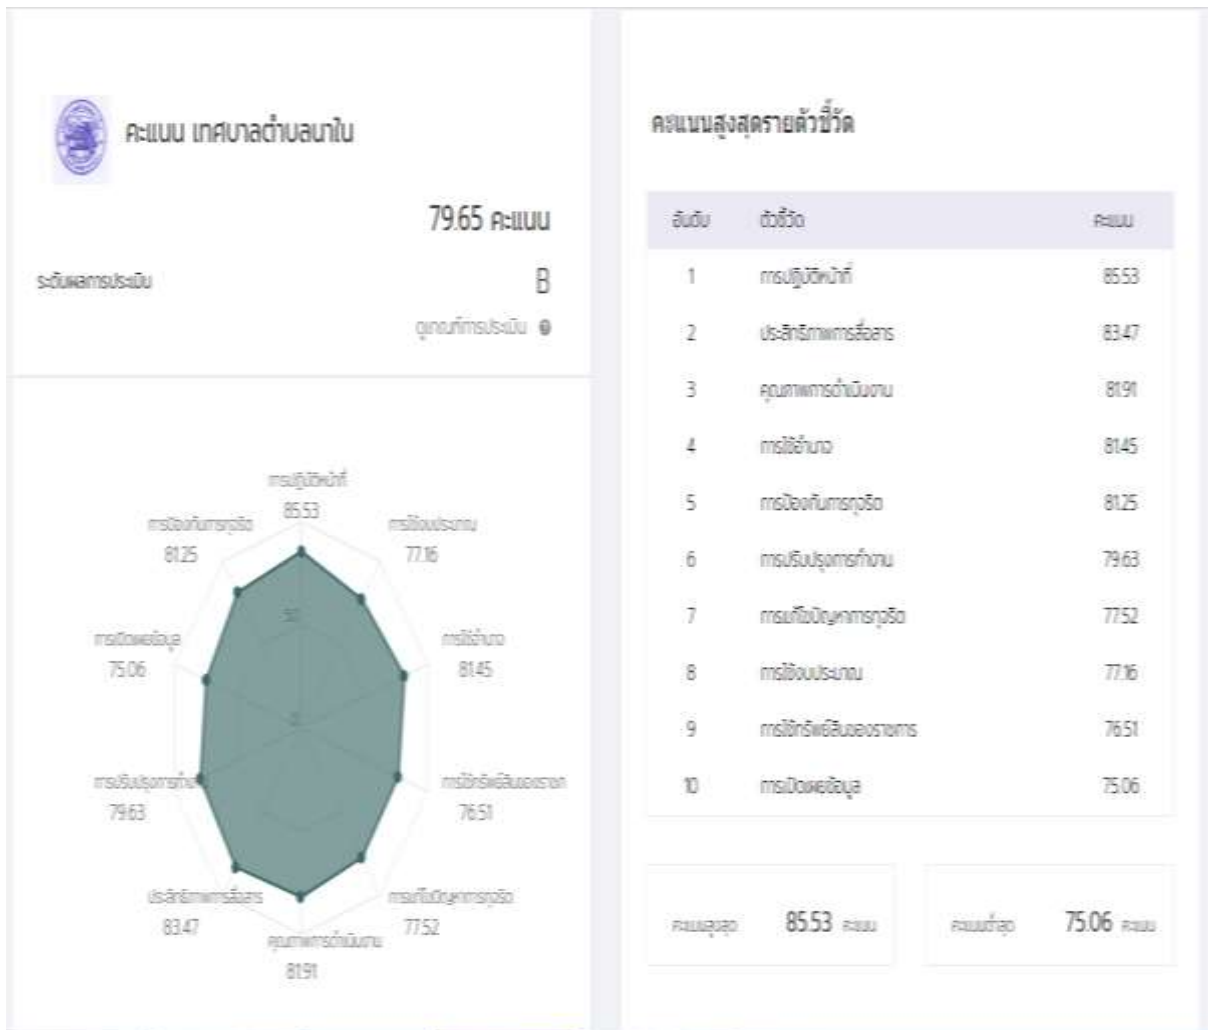 คะแนน เทศบาลตำบลนาใน
79.65 คะแนน
ระดับผลการประเมิน B
ดูเกณฑ์การประเมิน
การปฏิบัติหน้าที่
85.53
การป้องกันการทุจริต
81.25
การใช้งบประมาณ
77.16
50
การเปิดเผยข้อมูล
75.06
การใช้อำนาจ
81.45
0
การปรับปรุงการทำง
79.63
การใช้ทรัพย์สินของราชก
76.51
ประสิทธิภาพการสื่อสาร
83.47
การแก้ไขปัญหาการทุจริต
77.52
คุณภาพการดำเนินงาน
81.91
คะแนนสูงสุดรายตัวชี้วัด
อันดับ ตัวชี้วัด คะแนน
1 การปฏิบัติหน้าที่ 85.53
2 ประสิทธิภาพการสื่อสาร 83.47
3 คุณภาพการดำเนินงาน 81.91
4 การใช้อำนาจ 81.45
5 การป้องกันการทุจริต 81.25
6 การปรับปรุงการทำงาน 79.63
7 การแก้ไขปัญหาการทุจริต 77.52
8 การใช้งบประมาณ 77.16
9 การใช้ทรัพย์สินของราชการ 76.51
10 การเปิดเผยข้อมูล 75.06
คะแนนสูงสุด 85.53 คะแนน
คะแนนต่ำสุด 75.06 คะแนน